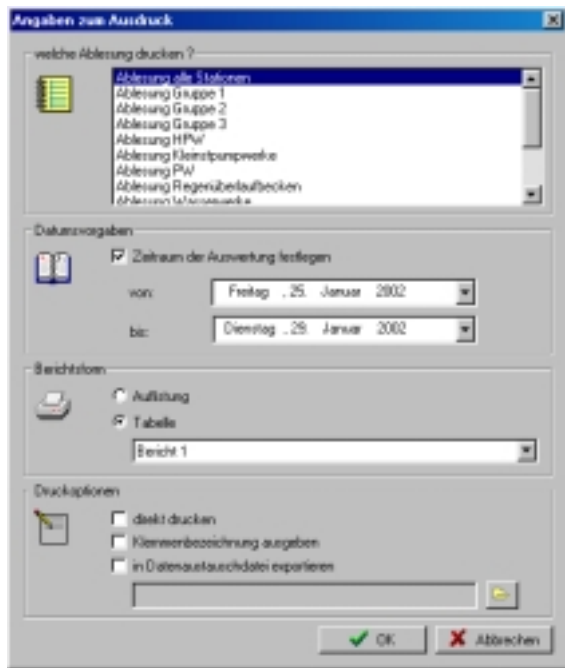 Angaben zum Ausdruck
welche Ablesung drucken ?
Ablesung alle Stationen
Ablesung Gruppe 1
Ablesung Gruppe 2
Ablesung Gruppe 3
Ablesung HPW
Ablesung Kleinstpumpwerke
Ablesung PW
Ablesung Regenüberlaufbecken
Ablesung Wasserwerke
Datumsvorgaben
Zeitraum der Auswertung festlegen
von: Freitag , 25. Januar 2002
bis: Dienstag , 29. Januar 2002
Berichtsform
Auflistung
Tabelle
Bericht 1
Druckoptionen
direkt drucken
Klemmenbezeichnung ausgeben
in Datenaustauschdatei exportieren
OK Abbrechen